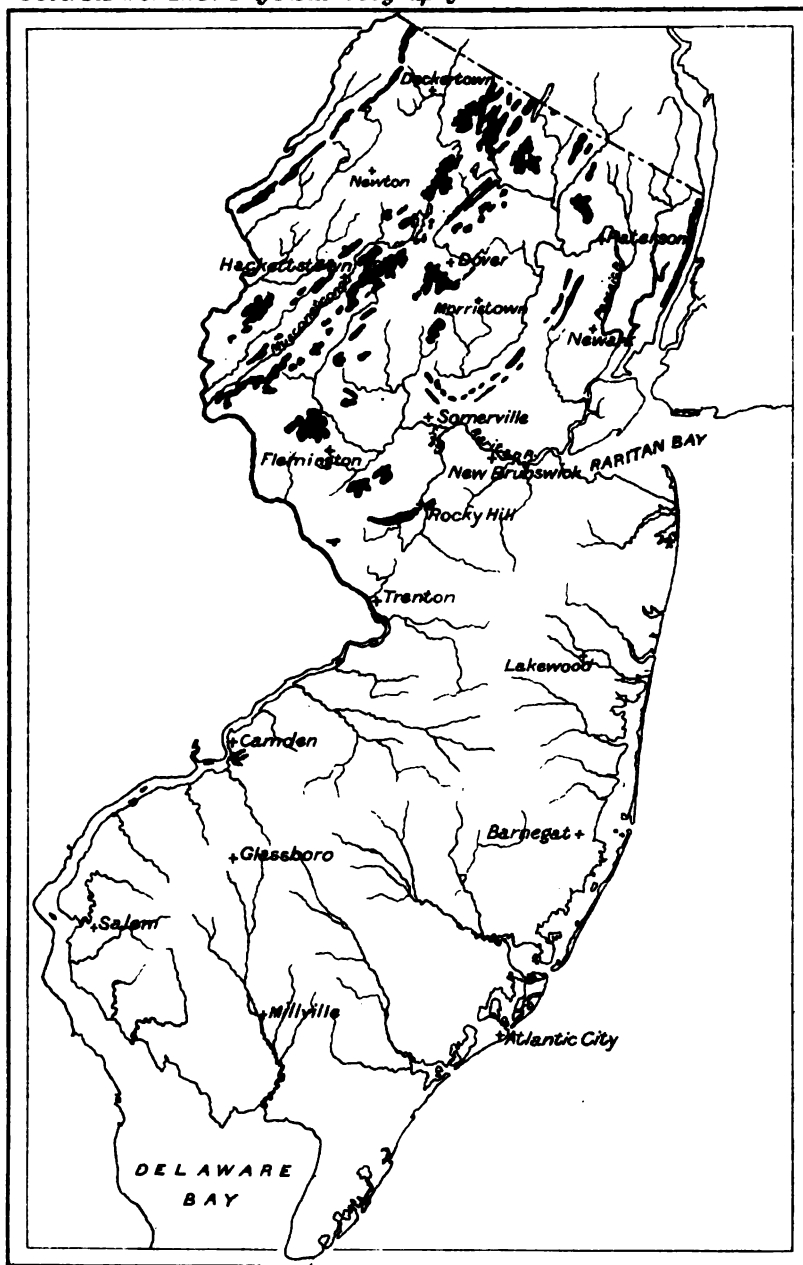 Deckertown
Newton
Paterson
Hackettstown
Dover
Passaic
Musconetcong
Morristown
Newark
Somerville
Flemington
New Brunswick
RARITAN BAY
Rocky Hill
Trenton
Lakewood
Camden
Barnegat
Glassboro
Salem
Millville
Atlantic City
DELAWARE
BAY